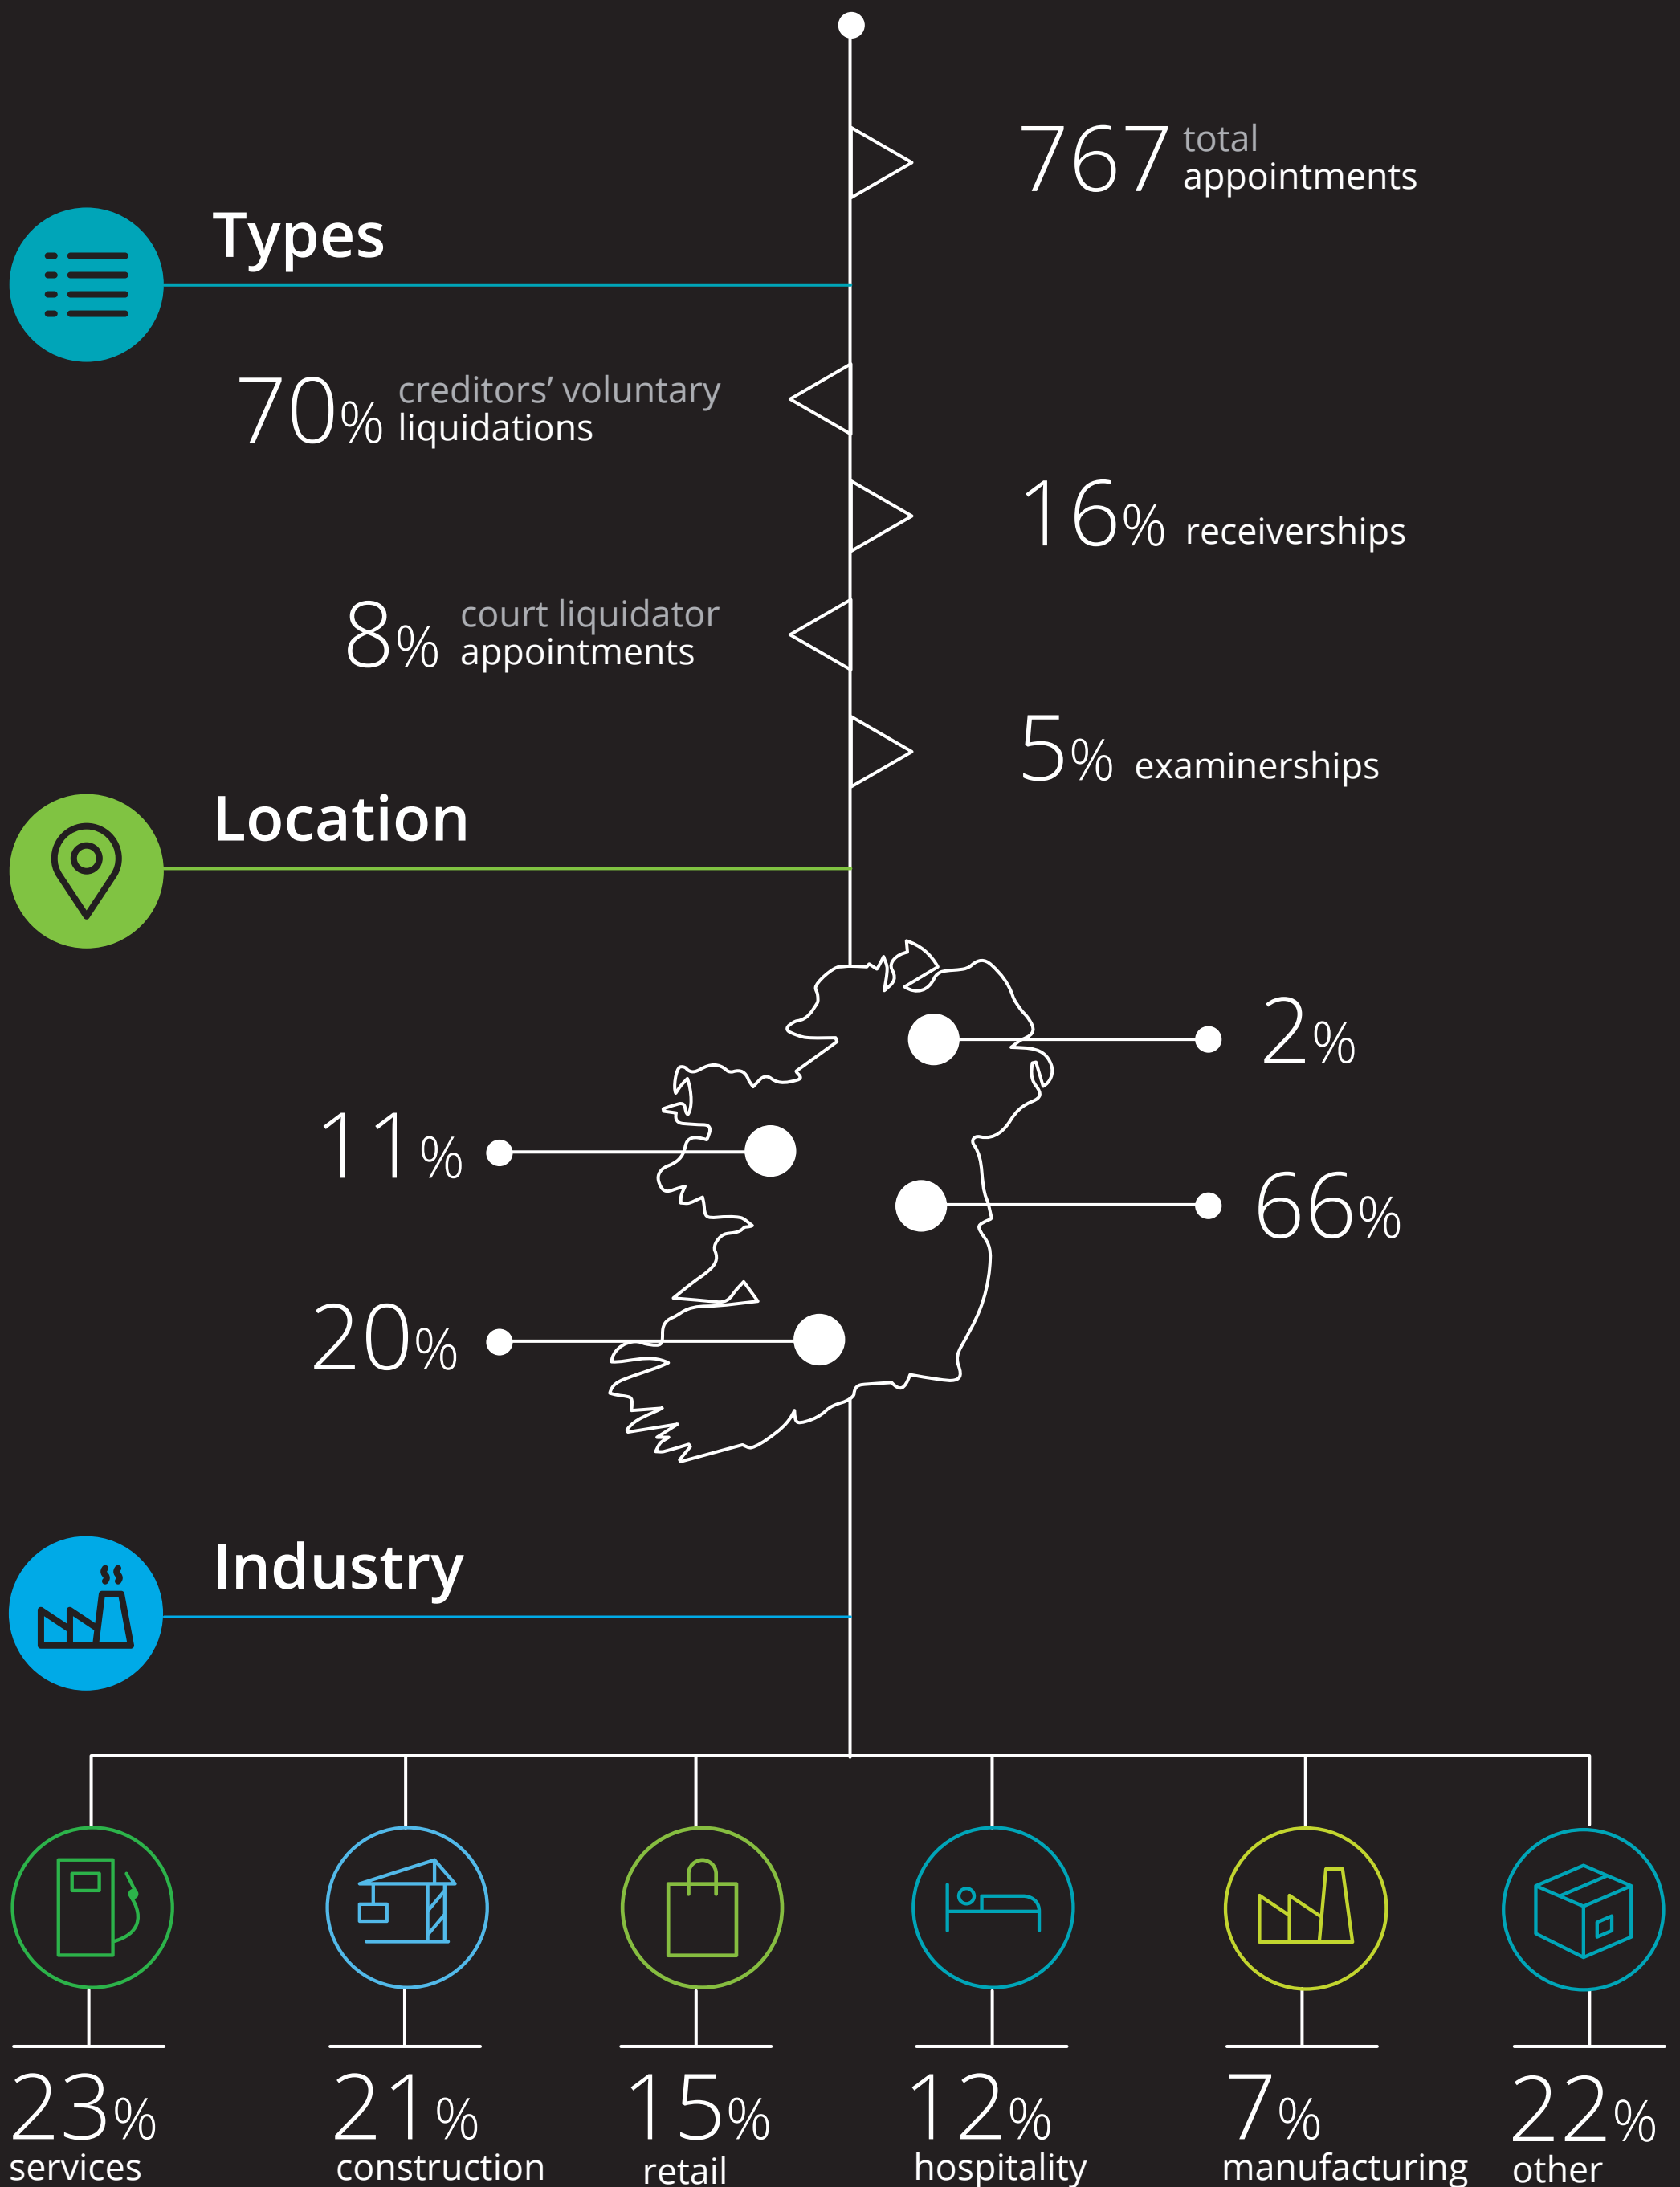 767 total
appointments
Types
70% creditors’ voluntary
liquidations
16% receiverships
8% court liquidator
appointments
5% examinerships
Location
2%
11%
66%
20%
Industry
23%
services
21%
construction
15%
retail
12%
hospitality
7%
manufacturing
22%
other